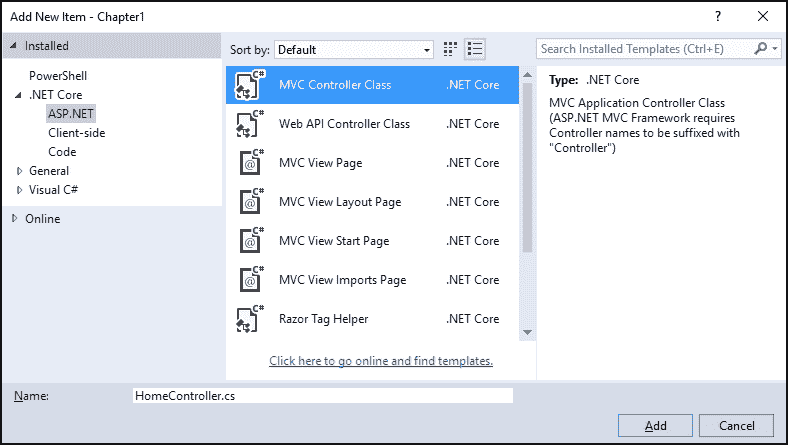 Add New Item - Chapter1
? 
Installed
PowerShell
.NET Core
ASP.NET
Client-side
Code
General
Visual C#
Online
Sort by: Default
Search Installed Templates (Ctrl+E)
C# MVC Controller Class .NET Core
C# Web API Controller Class .NET Core
C# @ MVC View Page .NET Core
C# @ MVC View Layout Page .NET Core
C# @ MVC View Start Page .NET Core
C# @ MVC View Imports Page .NET Core
C# Razor Tag Helper .NET Core
Click here to go online and find templates.
Type: .NET Core
MVC Application Controller Class
(ASP.NET MVC Framework requires
Controller names to be suffixed with
"Controller")
Name: HomeController.cs
Add Cancel